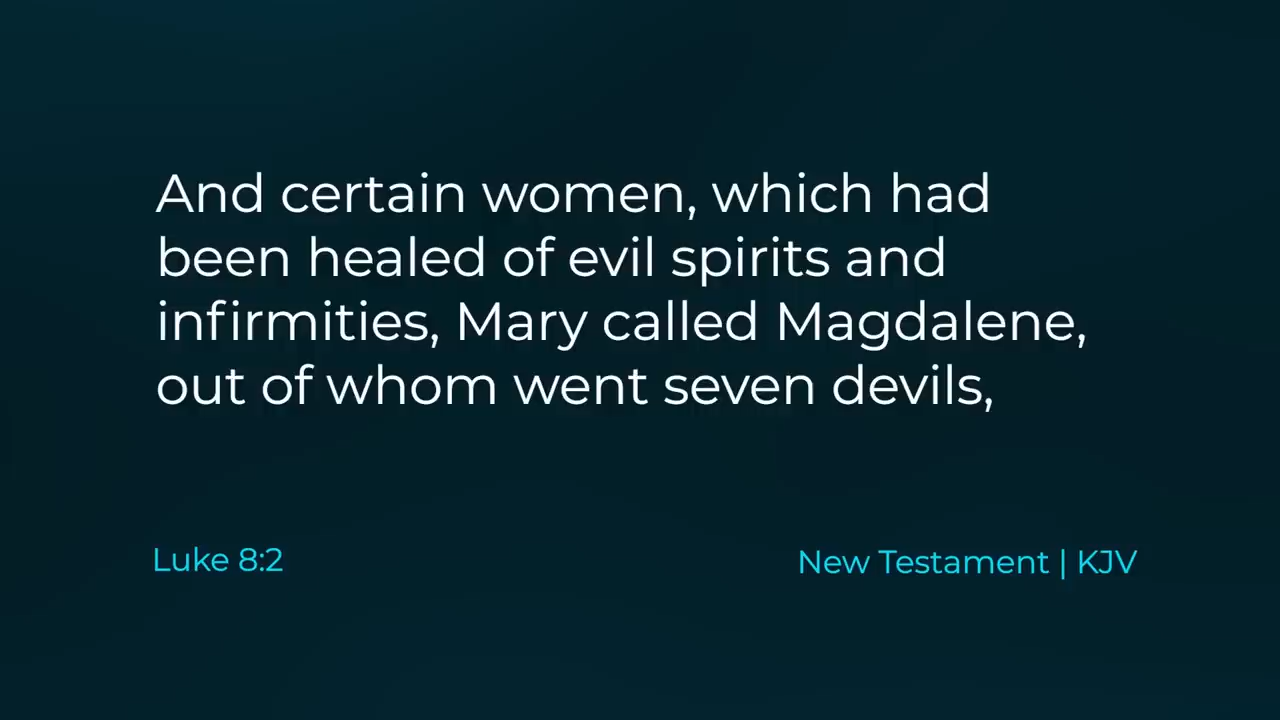 And certain women, which had
been healed of evil spirits and
infirmities, Mary called Magdalene,
out of whom went seven devils,
Luke 8:2
New Testament | KJV